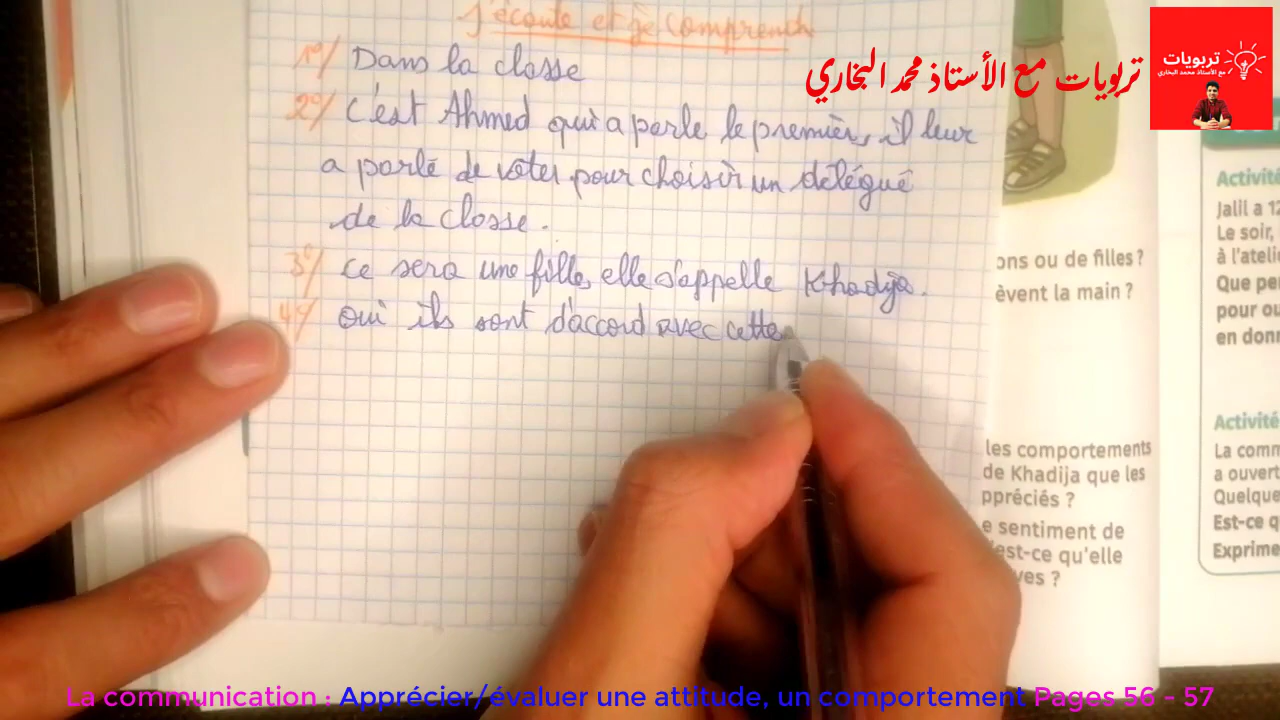 J'écoute et je comprends
1°/ Dans la classe
2°/ C'est Ahmed qui a parlé le premier, il leur
a parlé de voter pour choisir un délégué
de la classe.
3°/ Ce sera une fille, elle s'appelle Khadija.
4°/ Oui ils sont d'accord avec cette
تربويات مع الأستاذ محمد البخاري
تربويات
مع الأستاذ محمد البخاري
ons ou de filles ?
èvent la main ?
les comportements
de Khadija que les
ppréciés ?
e sentiment de
'est-ce qu'elle
ves ?
Activité
Jalil a 12
Le soir,
à l'atelie
Que per
pour ou
en donn
Activité
La comm
a ouvert
Quelque
Est-ce q
Exprime
La communication : Apprécier/évaluer une attitude, un comportement Pages 56 - 57